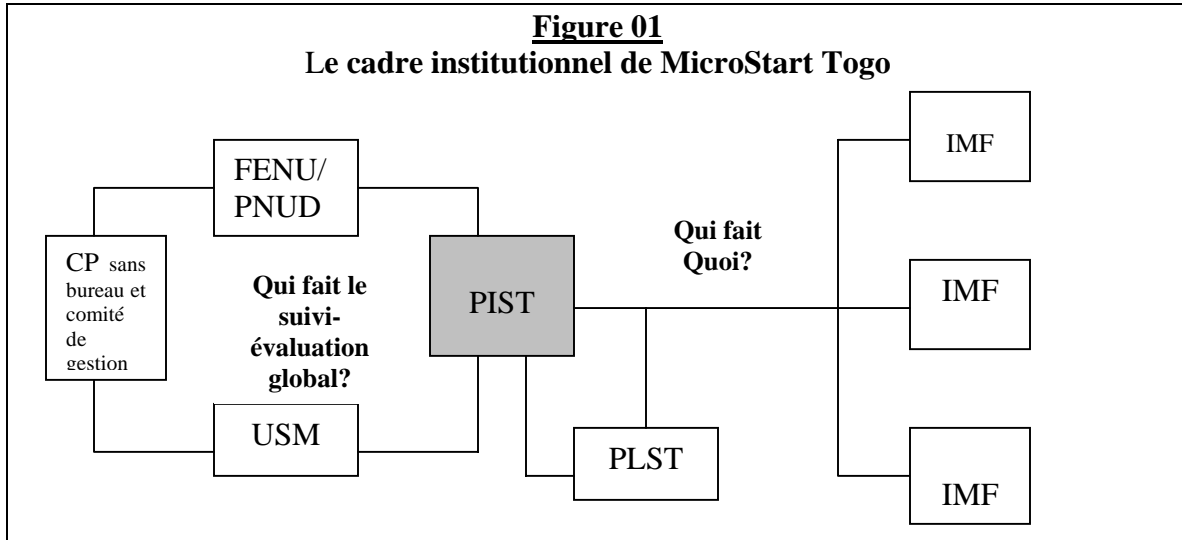 Figure 01
Le cadre institutionnel de MicroStart Togo
IMF
FENU/
PNUD
CP sans
bureau et
comité
de
gestion
Qui fait le
suivi-
évaluation
global?
PIST
Qui fait
Quoi?
IMF
USM
PLST
IMF